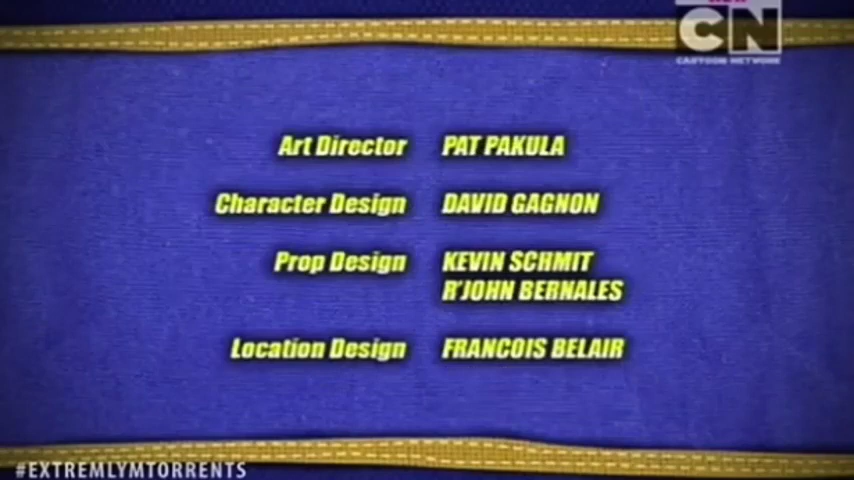 CN
CARTOON NETWORK
Art Director PAT PAKULA
Character Design DAVID GAGNON
Prop Design KEVIN SCHMIT
R'JOHN BERNALES
Location Design FRANCOIS BELAIR
#EXTREMLYMTORRENTS